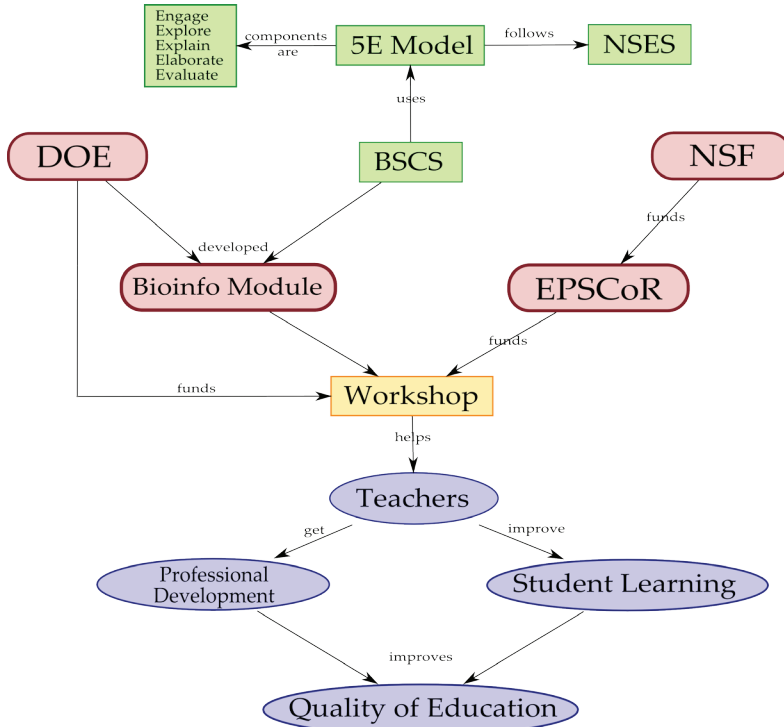 Engage
Explore
Explain
Elaborate
Evaluate
components
are
5E Model
follows
NSES
uses
DOE
BSCS
NSF
developed
funds
Bioinfo Module
EPSCoR
funds
funds
Workshop
helps
Teachers
get
improve
Professional
Development
Student Learning
improves
Quality of Education